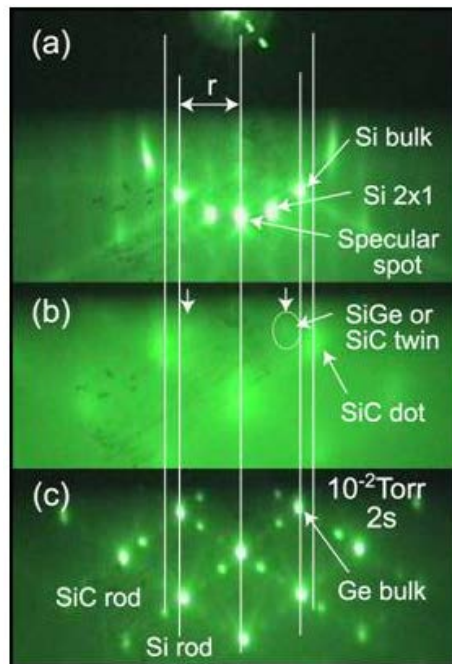 (a)
r
Si bulk
Si 2x1
Specular
spot
(b)
SiGe or
SiC twin
SiC dot
(c)
10⁻²Torr
2s
SiC rod
Ge bulk
Si rod